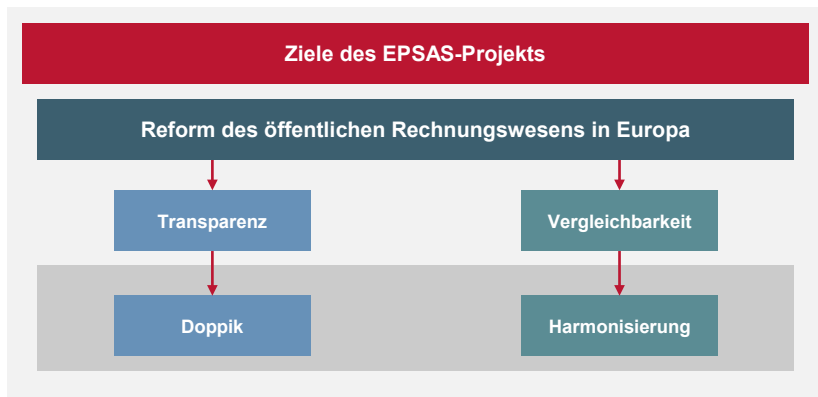 Ziele des EPSAS-Projekts
Reform des öffentlichen Rechnungswesens in Europa
Transparenz
Vergleichbarkeit
Doppik
Harmonisierung